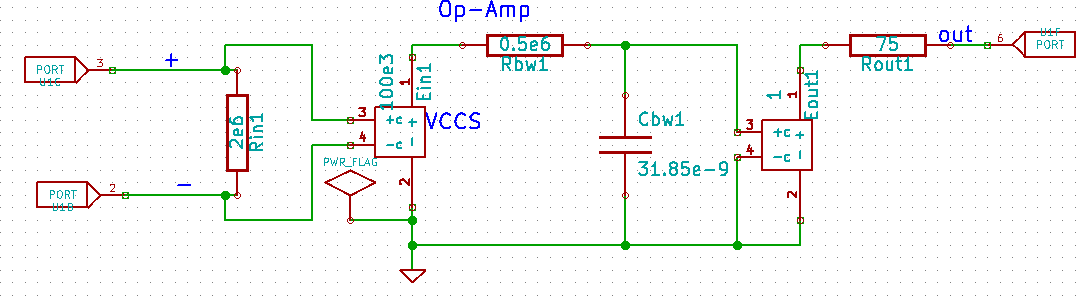 Op-Amp
PORT
U1C
3
+
2e6
Rin1
PORT
U1B
2
−
100e3
Ein1
1
3
4
+c
-c
+
−
2
VCCS
PWR_FLAG
0.5e6
Rbw1
Cbw1
31.85e-9
1
Eout1
1
3
4
+c
-c
+
−
2
75
Rout1
out
6
U1F
PORT